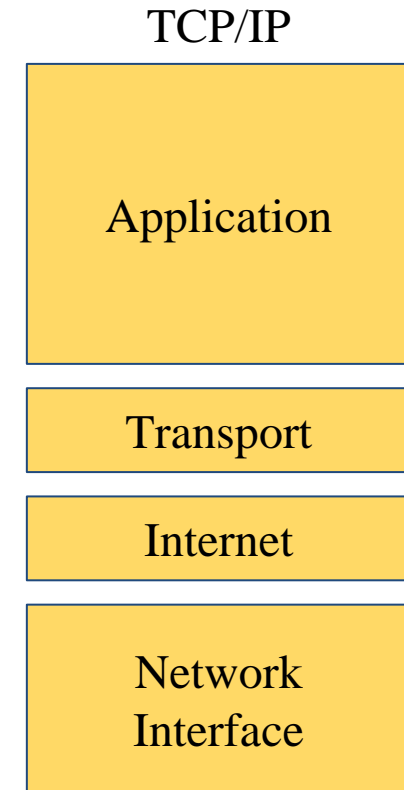 TCP/IP
Application
Transport
Internet
Network
Interface